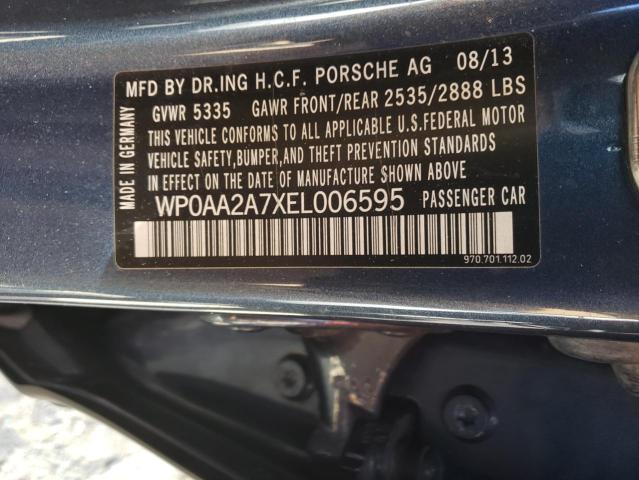 MFD BY DR.ING H.C.F. PORSCHE AG 08/13
GVWR 5335 GAWR FRONT/REAR 2535/2888 LBS
THIS VEHICLE CONFORMS TO ALL APPLICABLE U.S.FEDERAL MOTOR
VEHICLE SAFETY,BUMPER,AND THEFT PREVENTION STANDARDS
IN EFFECT ON THE DATE OF MANUFACTURE SHOWN ABOVE
WP0AA2A7XEL006595 PASSENGER CAR
970.701.112.02
MADE IN GERMANY